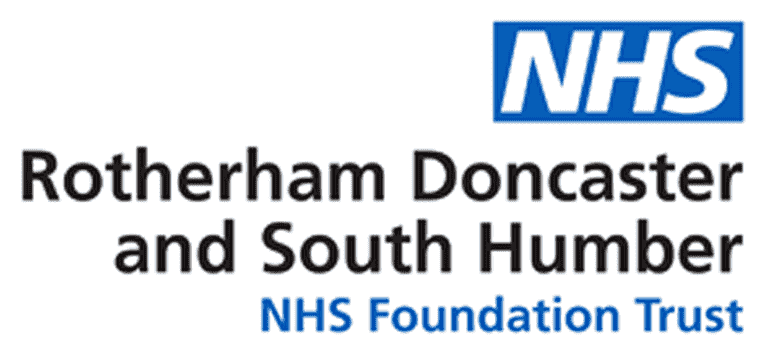 NHS
Rotherham Doncaster
and South Humber
NHS Foundation Trust